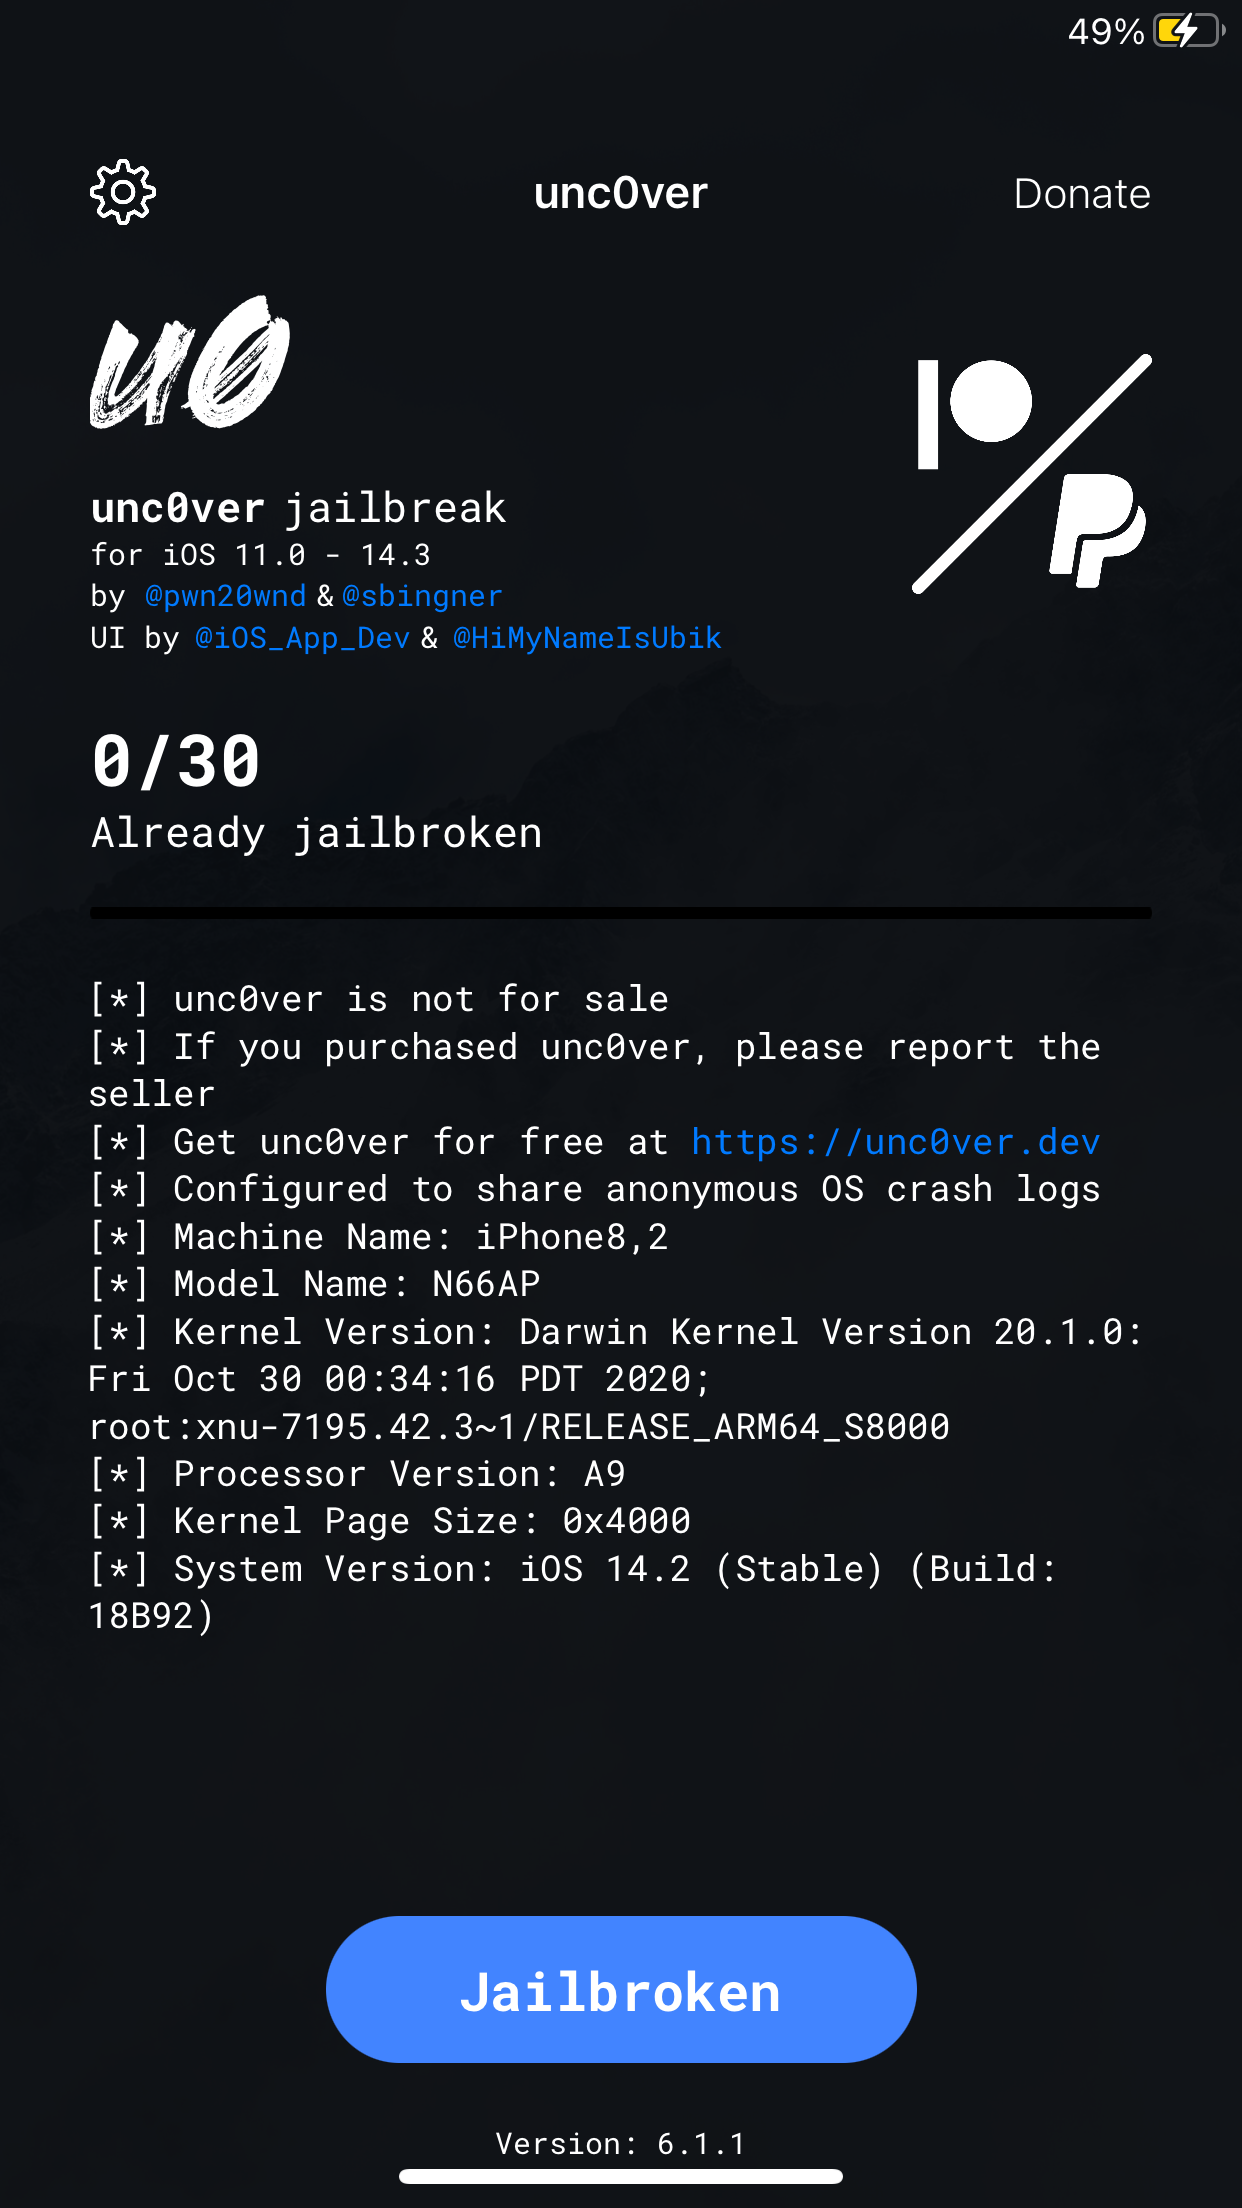 49%
unc0ver
Donate
u0
unc0ver jailbreak
for iOS 11.0 - 14.3
by @pwn20wnd & @sbingner
UI by @iOS_App_Dev & @HiMyNameIsUbik
0/30
Already jailbroken
[*] unc0ver is not for sale
[*] If you purchased unc0ver, please report the
seller
[*] Get unc0ver for free at https://unc0ver.dev
[*] Configured to share anonymous OS crash logs
[*] Machine Name: iPhone8,2
[*] Model Name: N66AP
[*] Kernel Version: Darwin Kernel Version 20.1.0:
Fri Oct 30 00:34:16 PDT 2020;
root:xnu-7195.42.3~1/RELEASE_ARM64_S8000
[*] Processor Version: A9
[*] Kernel Page Size: 0x4000
[*] System Version: iOS 14.2 (Stable) (Build:
18B92)
Jailbroken
Version: 6.1.1